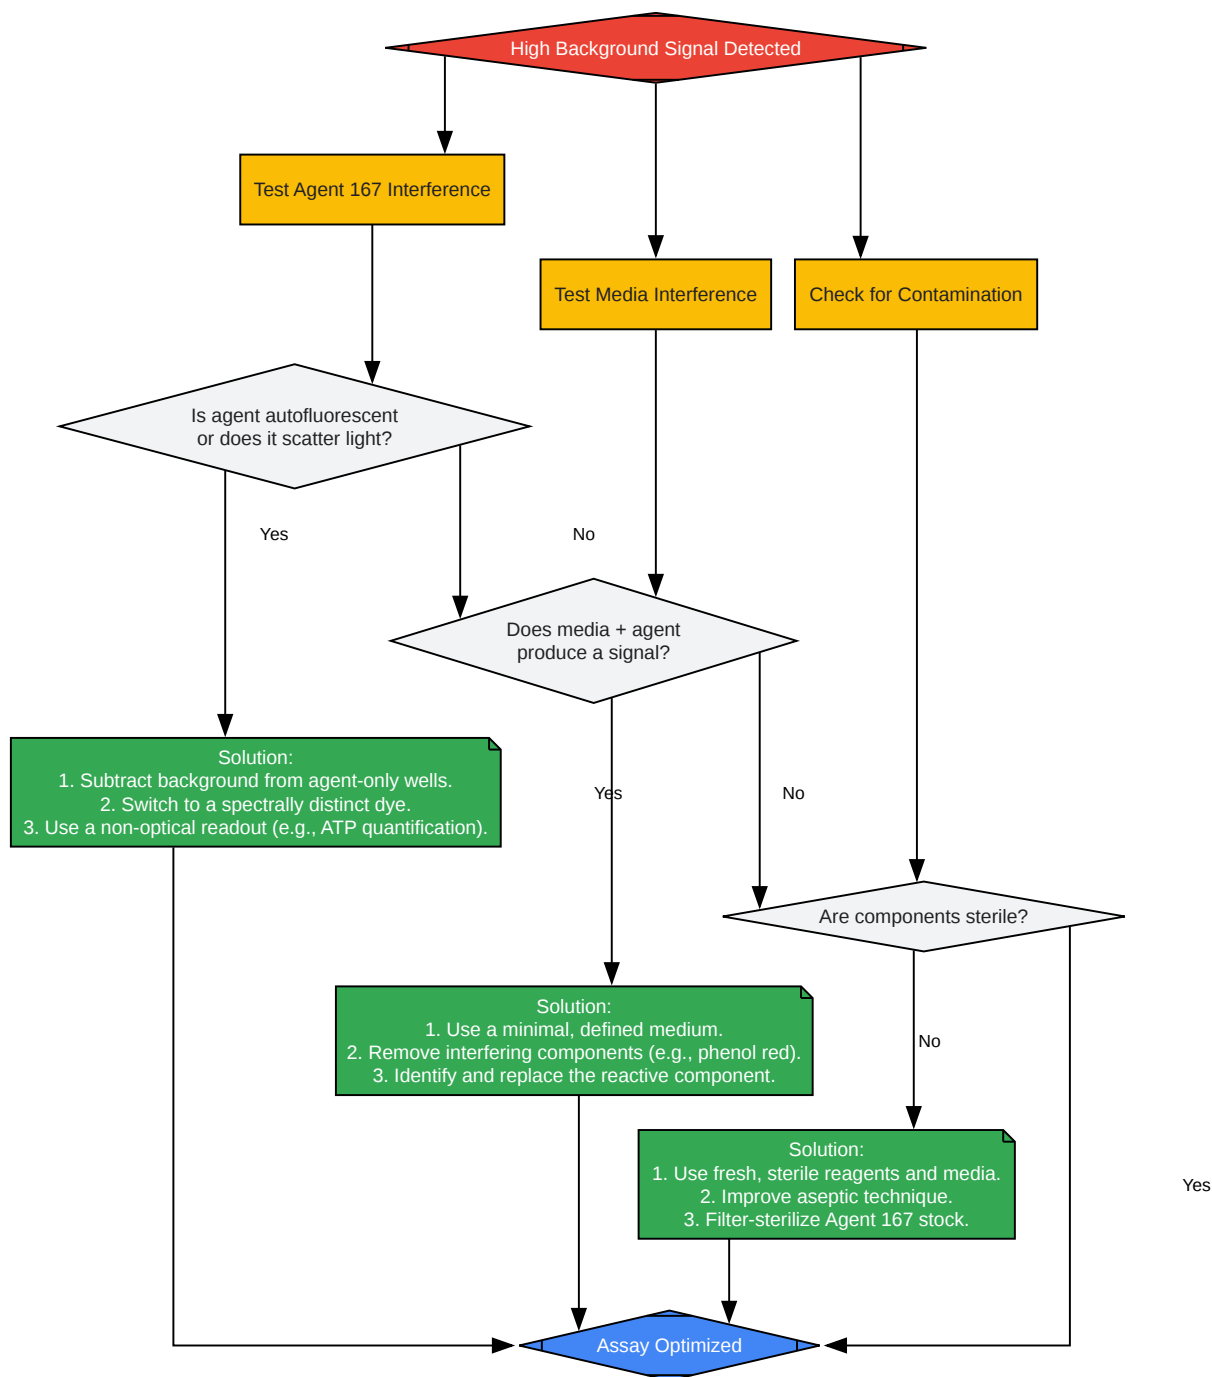 High Background Signal Detected
Test Agent 167 Interference
Test Media Interference
Check for Contamination
Is agent autofluorescent
or does it scatter light?
Yes
No
Does media + agent
produce a signal?
Solution:
1. Subtract background from agent-only wells.
2. Switch to a spectrally distinct dye.
3. Use a non-optical readout (e.g., ATP quantification).
Yes
No
Are components sterile?
Solution:
1. Use a minimal, defined medium.
2. Remove interfering components (e.g., phenol red).
3. Identify and replace the reactive component.
No
Solution:
1. Use fresh, sterile reagents and media.
2. Improve aseptic technique.
3. Filter-sterilize Agent 167 stock.
Yes
Assay Optimized